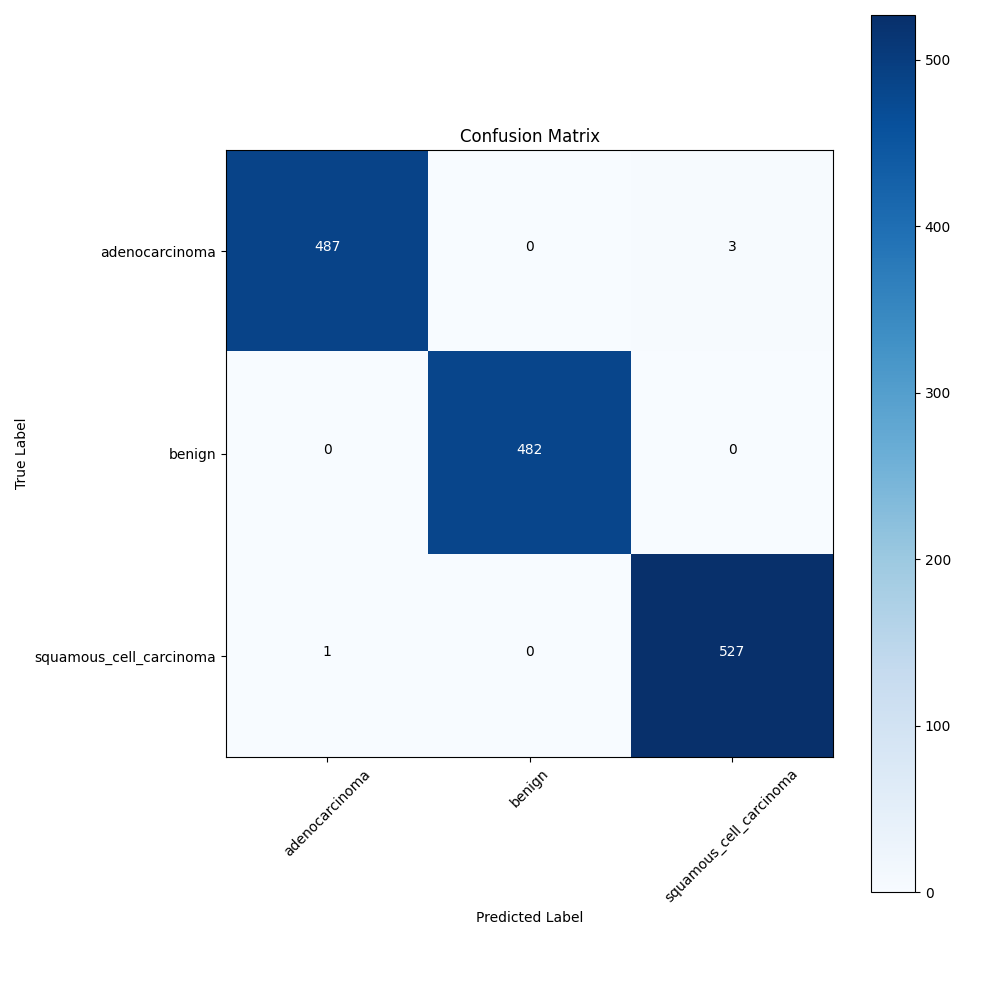 Confusion Matrix
True Label
adenocarcinoma
487 0 3
benign
0 482 0
squamous_cell_carcinoma
1 0 527
adenocarcinoma
benign
squamous_cell_carcinoma
Predicted Label
500
400
300
200
100
0